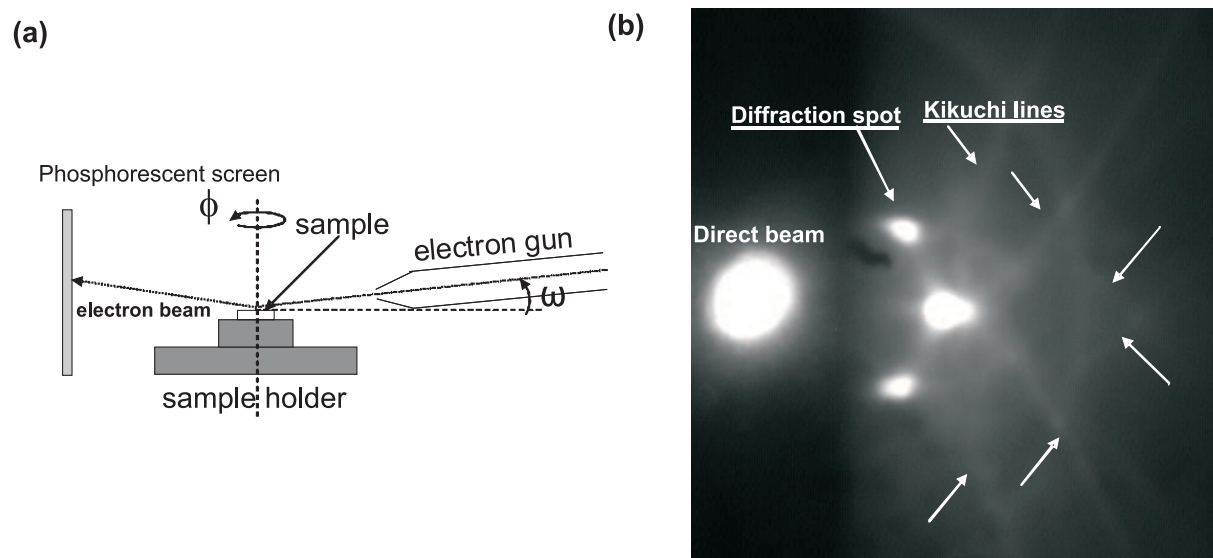 (a)
Phosphorescent screen
ϕ
sample
electron gun
electron beam
ω
sample holder
(b)
Diffraction spot
Kikuchi lines
Direct beam